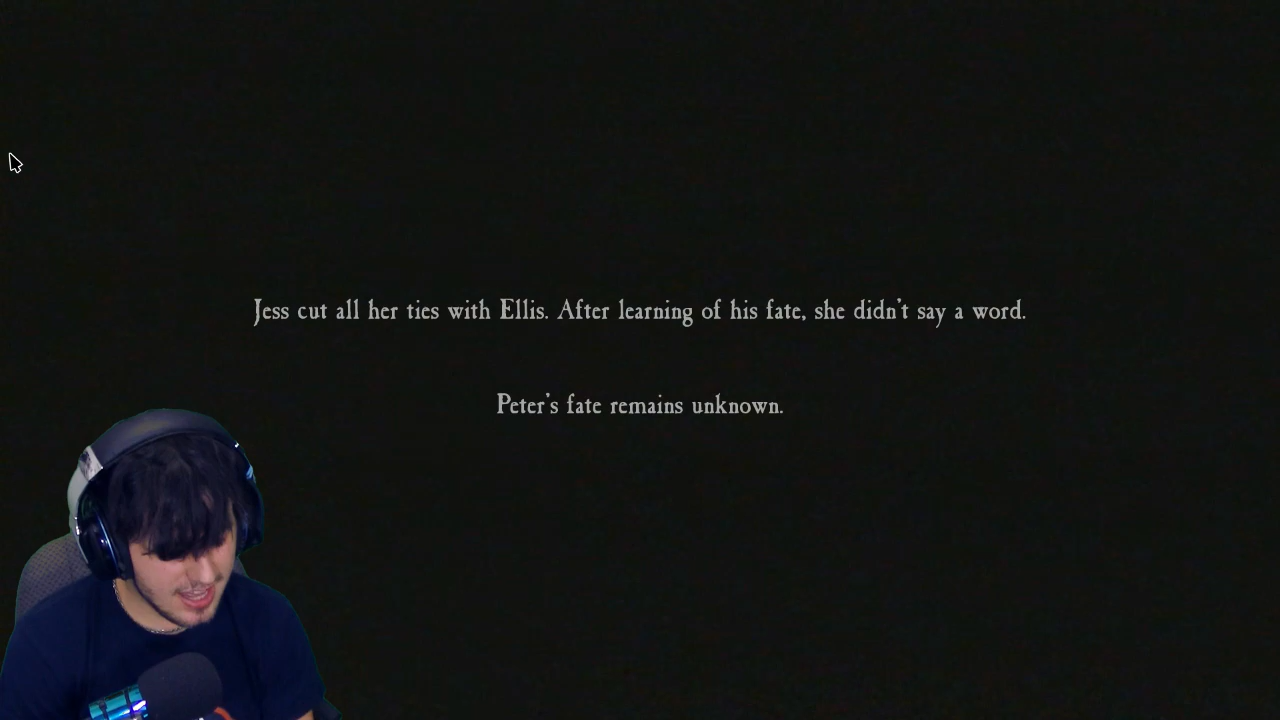 Jess cut all her ties with Ellis. After learning of his fate, she didn't say a word.
Peter's fate remains unknown.